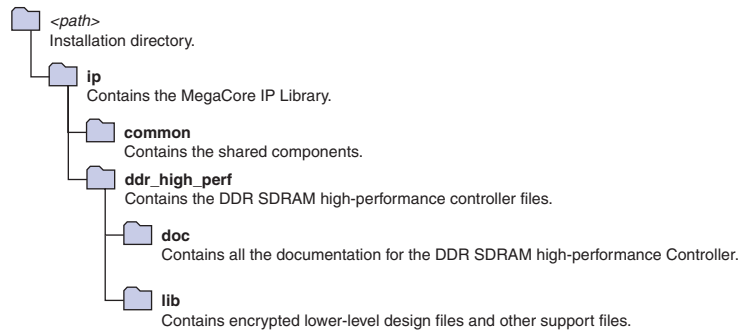 <path>
Installation directory.
ip
Contains the MegaCore IP Library.
common
Contains the shared components.
ddr_high_perf
Contains the DDR SDRAM high-performance controller files.
doc
Contains all the documentation for the DDR SDRAM high-performance Controller.
lib
Contains encrypted lower-level design files and other support files.